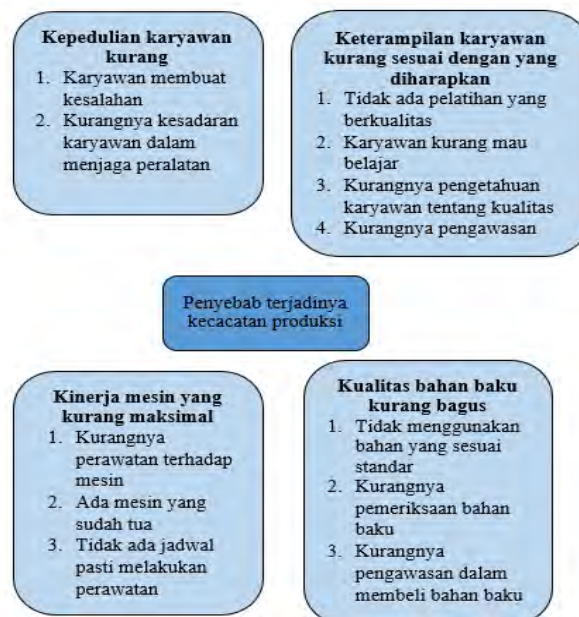 Kepedulian karyawan
kurang
1. Karyawan membuat
kesalahan
2. Kurangnya kesadaran
karyawan dalam
menjaga peralatan
Keterampilan karyawan
kurang sesuai dengan yang
diharapkan
1. Tidak ada pelatihan yang
berkualitas
2. Karyawan kurang mau
belajar
3. Kurangnya pengetahuan
karyawan tentang kualitas
4. Kurangnya pengawasan
Penyebab terjadinya
kecacatan produksi
Kinerja mesin yang
kurang maksimal
1. Kurangnya
perawatan terhadap
mesin
2. Ada mesin yang
sudah tua
3. Tidak ada jadwal
pasti melakukan
perawatan
Kualitas bahan baku
kurang bagus
1. Tidak menggunakan
bahan yang sesuai
standar
2. Kurangnya
pemeriksaan bahan
baku
3. Kurangnya
pengawasan dalam
membeli bahan baku